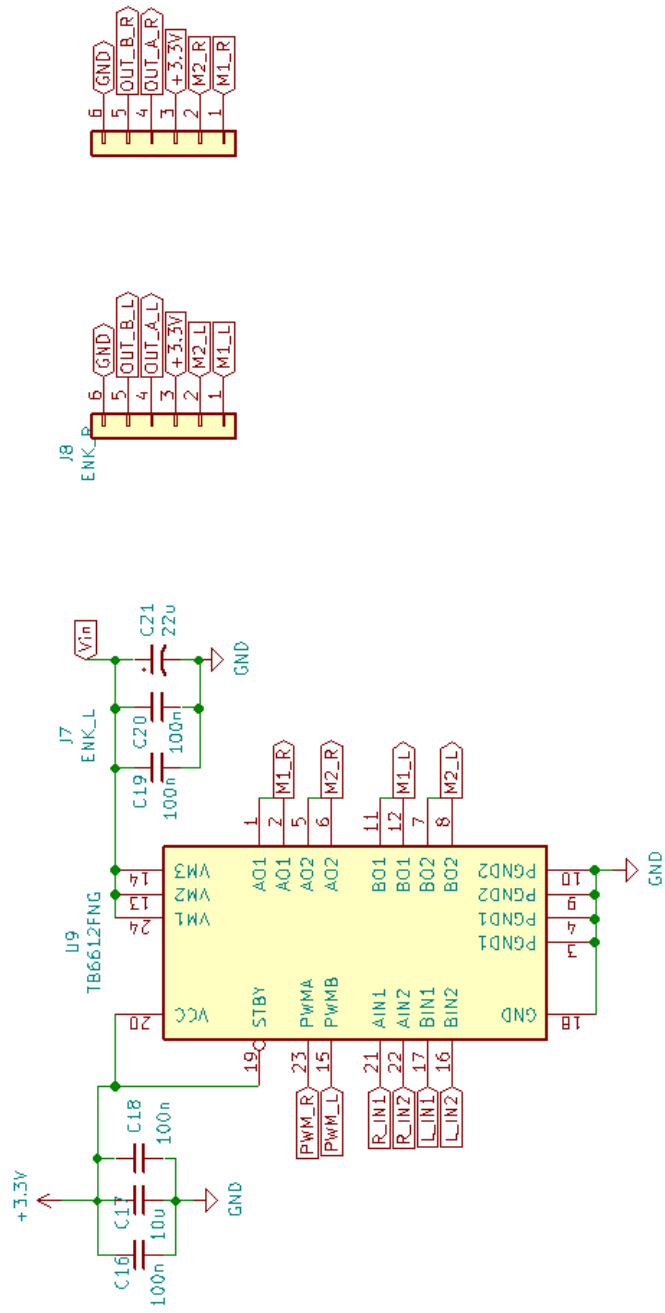 GND
OUT_B_R
OUT_A_R
+3.3V
M2_R
M1_R
6
5
4
3
2
1
GND
OUT_B_L
OUT_A_L
+3.3V
M2_L
M1_L
6
5
4
3
2
1
J8
ENK_R
Vin
C21
22u
GND
J7
ENK_L
C20
100n
C19
100n
U9
TB6612FNG
14
13
24
20
VM3
VM2
VM1
VCC
1
2
5
6
11
12
7
8
AO1
AO1
AO2
AO2
BO1
BO1
BO2
BO2
M1_R
M2_R
M1_L
M2_L
STBY
PWMA
PWMB
AIN1
AIN2
BIN1
BIN2
19
23
15
21
22
17
16
PWM_R
PWM_L
R_IN1
R_IN2
L_IN1
L_IN2
PGND2
PGND2
PGND1
PGND1
GND
10
9
4
3
18
GND
+3.3V
C18
100n
C17
10u
C16
100n
GND